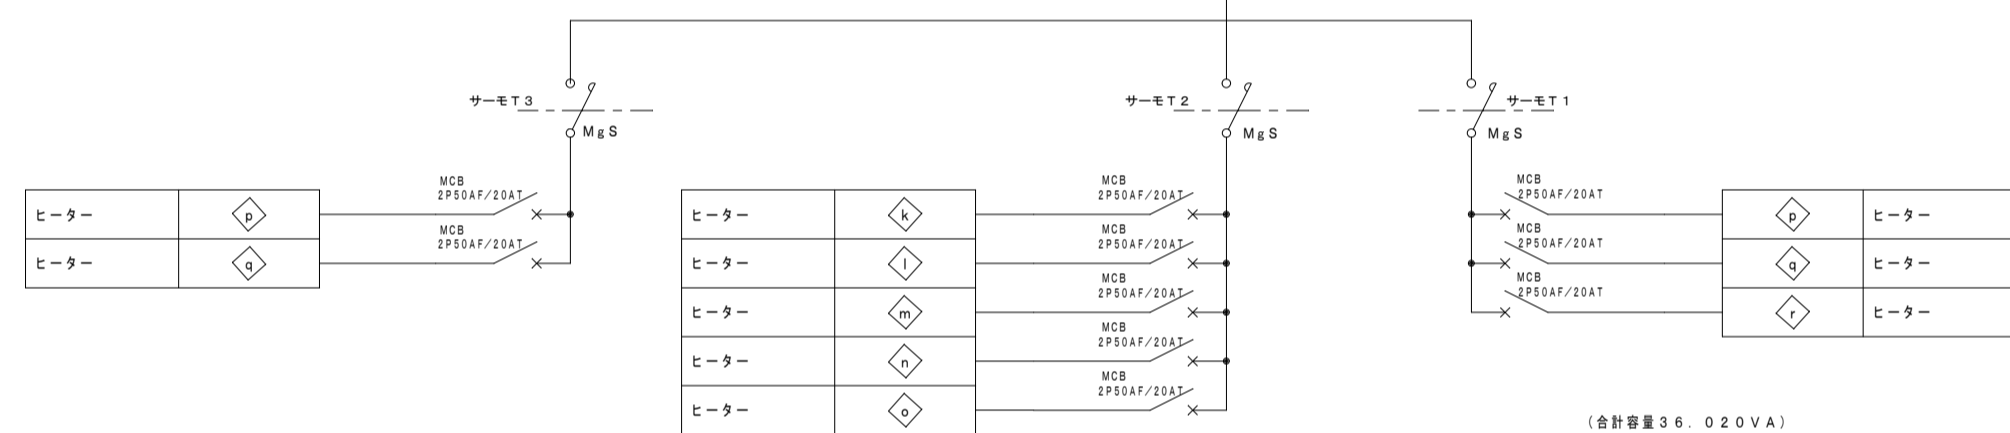 サーモT3
MgS
MCB
2P50AF/20AT
ヒーター p
MCB
2P50AF/20AT
ヒーター q
サーモT2
MgS
MCB
2P50AF/20AT
ヒーター k
MCB
2P50AF/20AT
ヒーター l
MCB
2P50AF/20AT
ヒーター m
MCB
2P50AF/20AT
ヒーター n
MCB
2P50AF/20AT
ヒーター o
サーモT1
MgS
MCB
2P50AF/20AT
p ヒーター
MCB
2P50AF/20AT
q ヒーター
MCB
2P50AF/20AT
r ヒーター
(合計容量36.020VA)